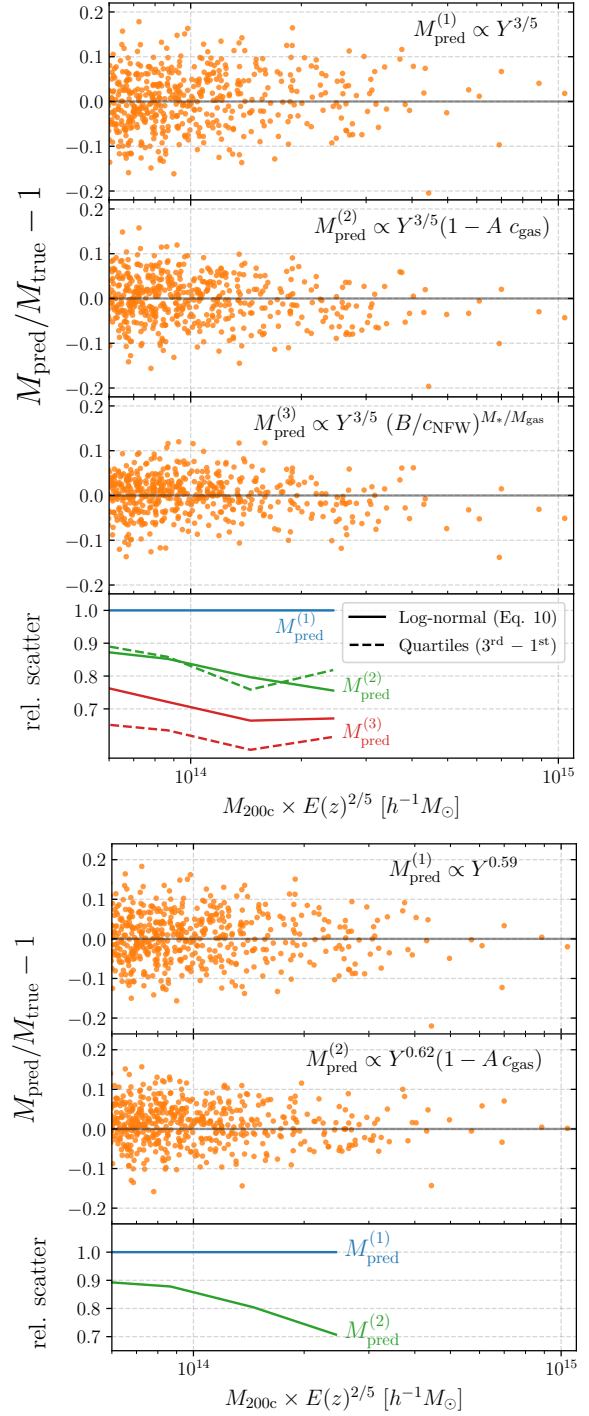 0.2
0.1
0.0
−0.1
−0.2
M_pred^(1) ∝ Y^3/5
0.2
0.1
0.0
−0.1
−0.2
M_pred^(2) ∝ Y^3/5(1 − A c_gas)
M_pred/M_true − 1
0.2
0.1
0.0
−0.1
−0.2
M_pred^(3) ∝ Y^3/5 (B/c_NFW)^M_*/M_gas
1.0
0.9
0.8
0.7
rel. scatter
M_pred^(1)
Log-normal (Eq. 10)
Quartiles (3rd − 1st)
M_pred^(2)
M_pred^(3)
10^14
10^15
M_200c × E(z)^2/5 [h^−1 M_⊙]
0.2
0.1
0.0
−0.1
−0.2
M_pred^(1) ∝ Y^0.59
M_pred/M_true − 1
0.2
0.1
0.0
−0.1
−0.2
M_pred^(2) ∝ Y^0.62(1 − A c_gas)
1.0
0.9
0.8
0.7
rel. scatter
M_pred^(1)
M_pred^(2)
10^14
10^15
M_200c × E(z)^2/5 [h^−1 M_⊙]